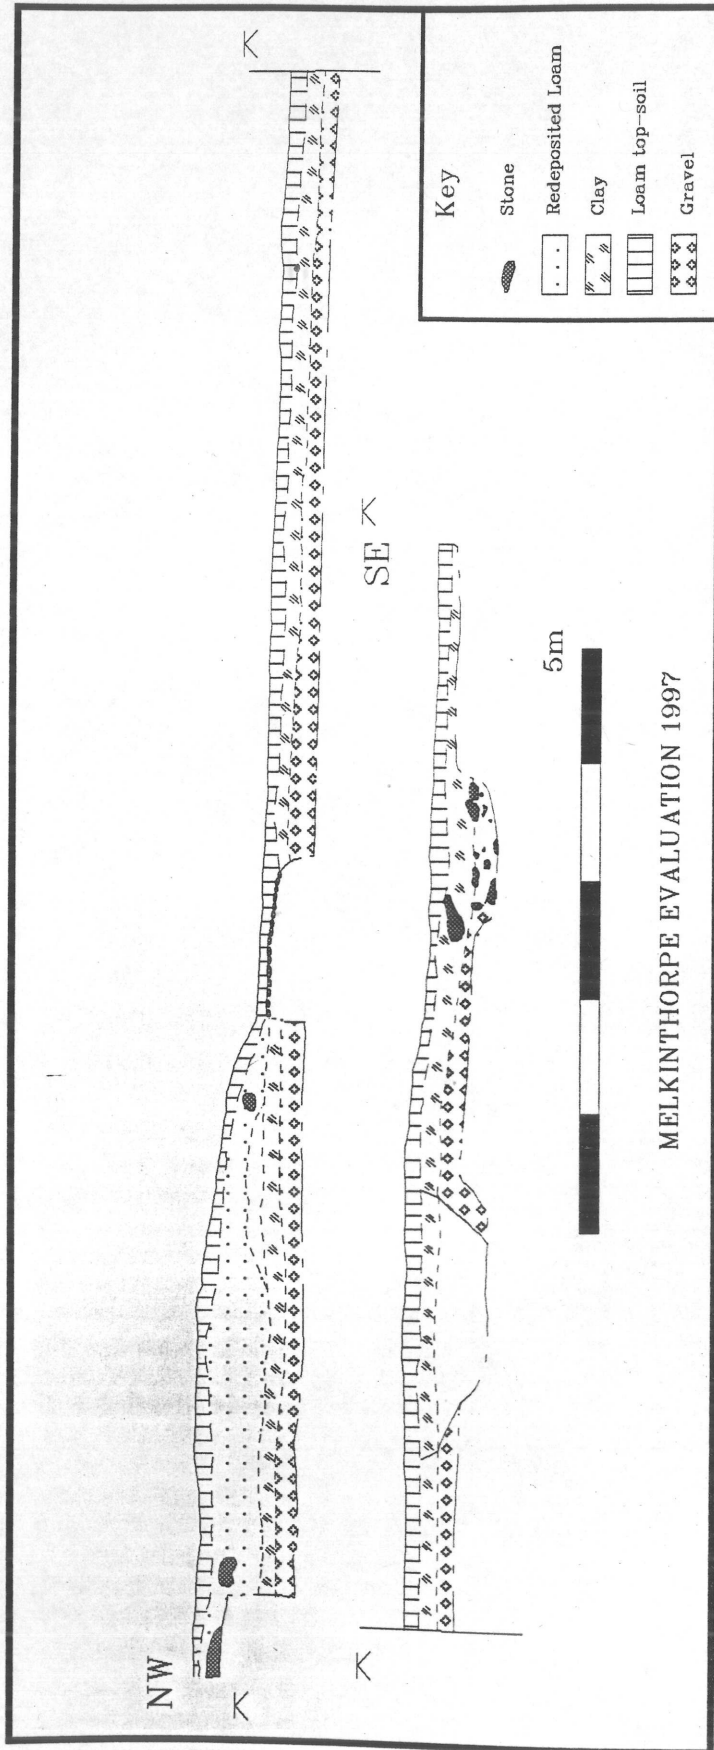 NW
K
K
K
SE K
5m
MELKINTHORPE EVALUATION 1997
Key
Stone
Redeposited Loam
Clay
Loam top-soil
Gravel